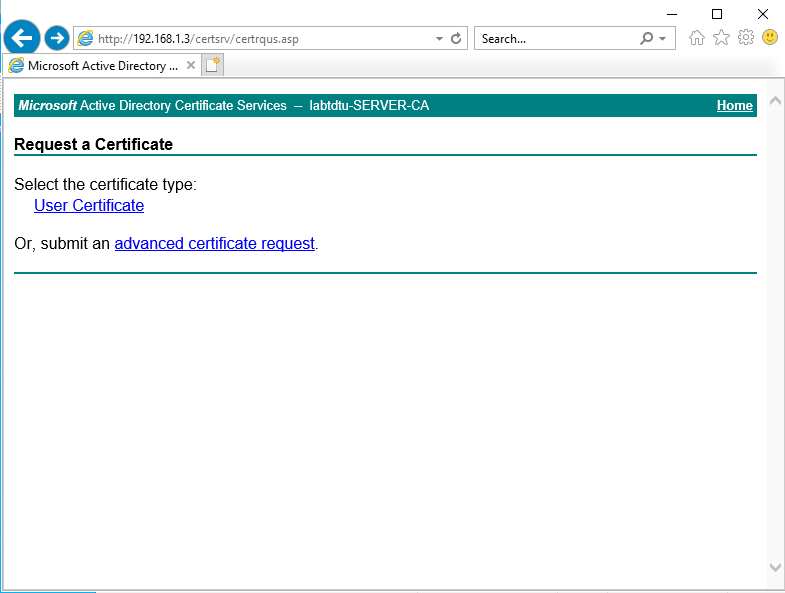 http://192.168.1.3/certsrv/certrqus.asp
Search...
Microsoft Active Directory ...
Microsoft Active Directory Certificate Services -- labtdtu-SERVER-CA Home
Request a Certificate
Select the certificate type:
User Certificate
Or, submit an advanced certificate request.